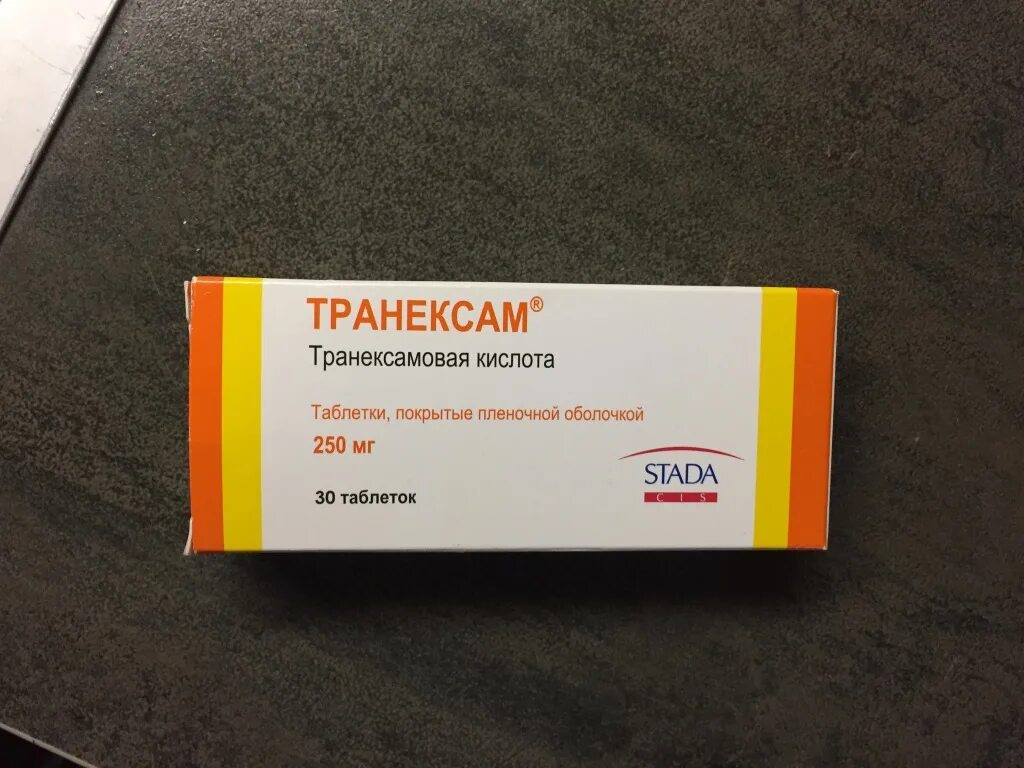 ТРАНЕКСАМ®
Транексамовая кислота
Таблетки, покрытые пленочной оболочкой
250 мг
30 таблеток
STADA
CIS